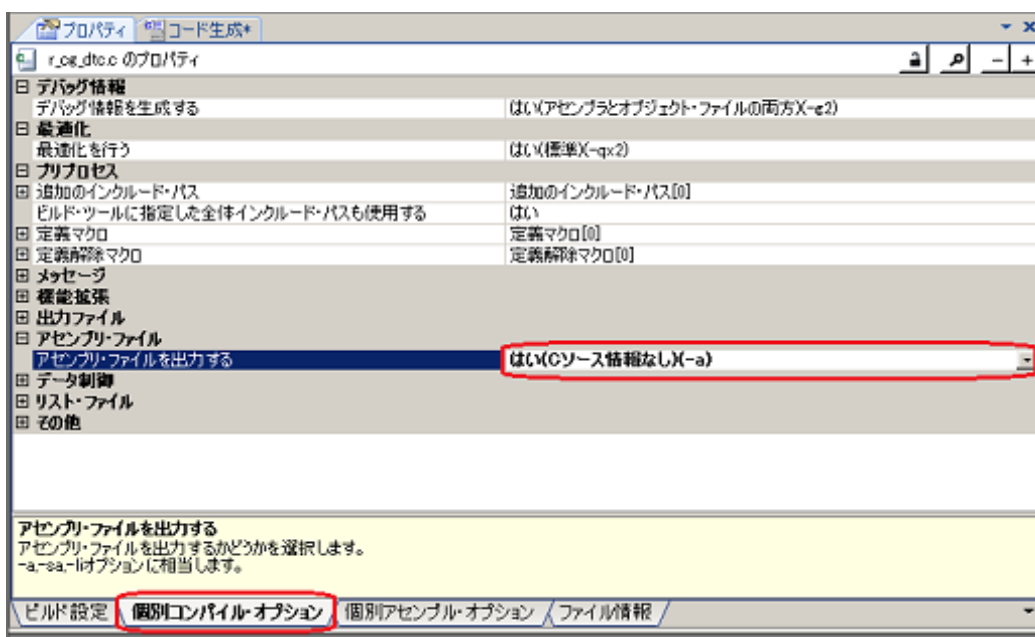 プロパティ コード生成*
r_cg_dtc.c のプロパティ
デバッグ情報
デバッグ情報を生成する はい(アセンブラとオブジェクト・ファイルの両方)(-g2)
最適化
最適化を行う はい(標準)(-qx2)
プリプロセス
追加のインクルード・パス 追加のインクルード・パス[0]
ビルド・ツールに指定した全体インクルード・パスも使用する はい
定義マクロ 定義マクロ[0]
定義解除マクロ 定義解除マクロ[0]
メッセージ
機能拡張
出力ファイル
アセンブリ・ファイル
アセンブリ・ファイルを出力する はい(Cソース情報なし)(-a)
データ制御
リスト・ファイル
その他
アセンブリ・ファイルを出力する
アセンブリ・ファイルを出力するかどうかを選択します。
-a,-sa,-liオプションに相当します。
ビルド設定 個別コンパイル・オプション 個別アセンブル・オプション ファイル情報